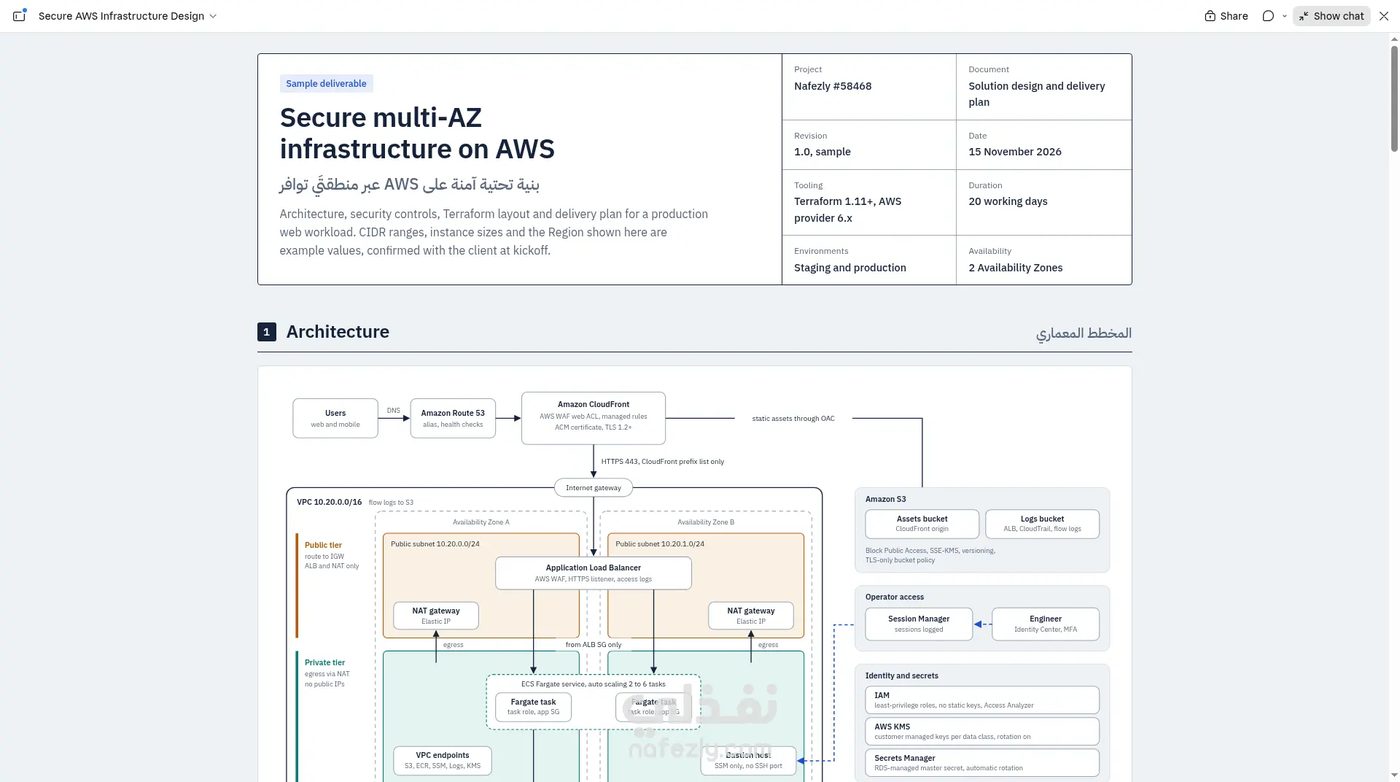 Secure AWS Infrastructure Design
Share
Show chat
Sample deliverable
Secure multi-AZ
infrastructure on AWS
بنية تحتية آمنة على AWS عبر منطقتَي توافر
Architecture, security controls, Terraform layout and delivery plan for a production
web workload. CIDR ranges, instance sizes and the Region shown here are
example values, confirmed with the client at kickoff.
Project
Nafezly #58468
Document
Solution design and delivery
plan
Revision
1.0, sample
Date
15 November 2026
Tooling
Terraform 1.11+, AWS
provider 6.x
Duration
20 working days
Environments
Staging and production
Availability
2 Availability Zones
1 Architecture
المخطط المعماري
Users
web and mobile
DNS
Amazon Route 53
alias, health checks
Amazon CloudFront
AWS WAF web ACL, managed rules
ACM certificate, TLS 1.2+
static assets through OAC
HTTPS 443, CloudFront prefix list only
Internet gateway
VPC 10.20.0.0/16 flow logs to S3
Availability Zone A
Availability Zone B
Public tier
route to IGW
ALB and NAT only
Public subnet 10.20.0.0/24
Public subnet 10.20.1.0/24
Application Load Balancer
AWS WAF, HTTPS listener, access logs
NAT gateway
Elastic IP
NAT gateway
Elastic IP
egress
from ALB SG only
egress
Private tier
egress via NAT
no public IPs
ECS Fargate service, auto scaling 2 to 6 tasks
Fargate task
task role, app SG
Fargate task
task role, app SG
VPC endpoints
S3, ECR, SSM, Logs, KMS
Bastion host
SSM only, no SSH port
Amazon S3
Assets bucket
CloudFront origin
Logs bucket
ALB, CloudTrail, flow logs
Block Public Access, SSE-KMS, versioning,
TLS-only bucket policy
Operator access
Session Manager
sessions logged
Engineer
Identity Center, MFA
Identity and secrets
IAM
least-privilege roles, no static keys, Access Analyzer
AWS KMS
customer managed keys per data class, rotation on
Secrets Manager
RDS-managed master secret, automatic rotation
نفذلي
nafezly.com